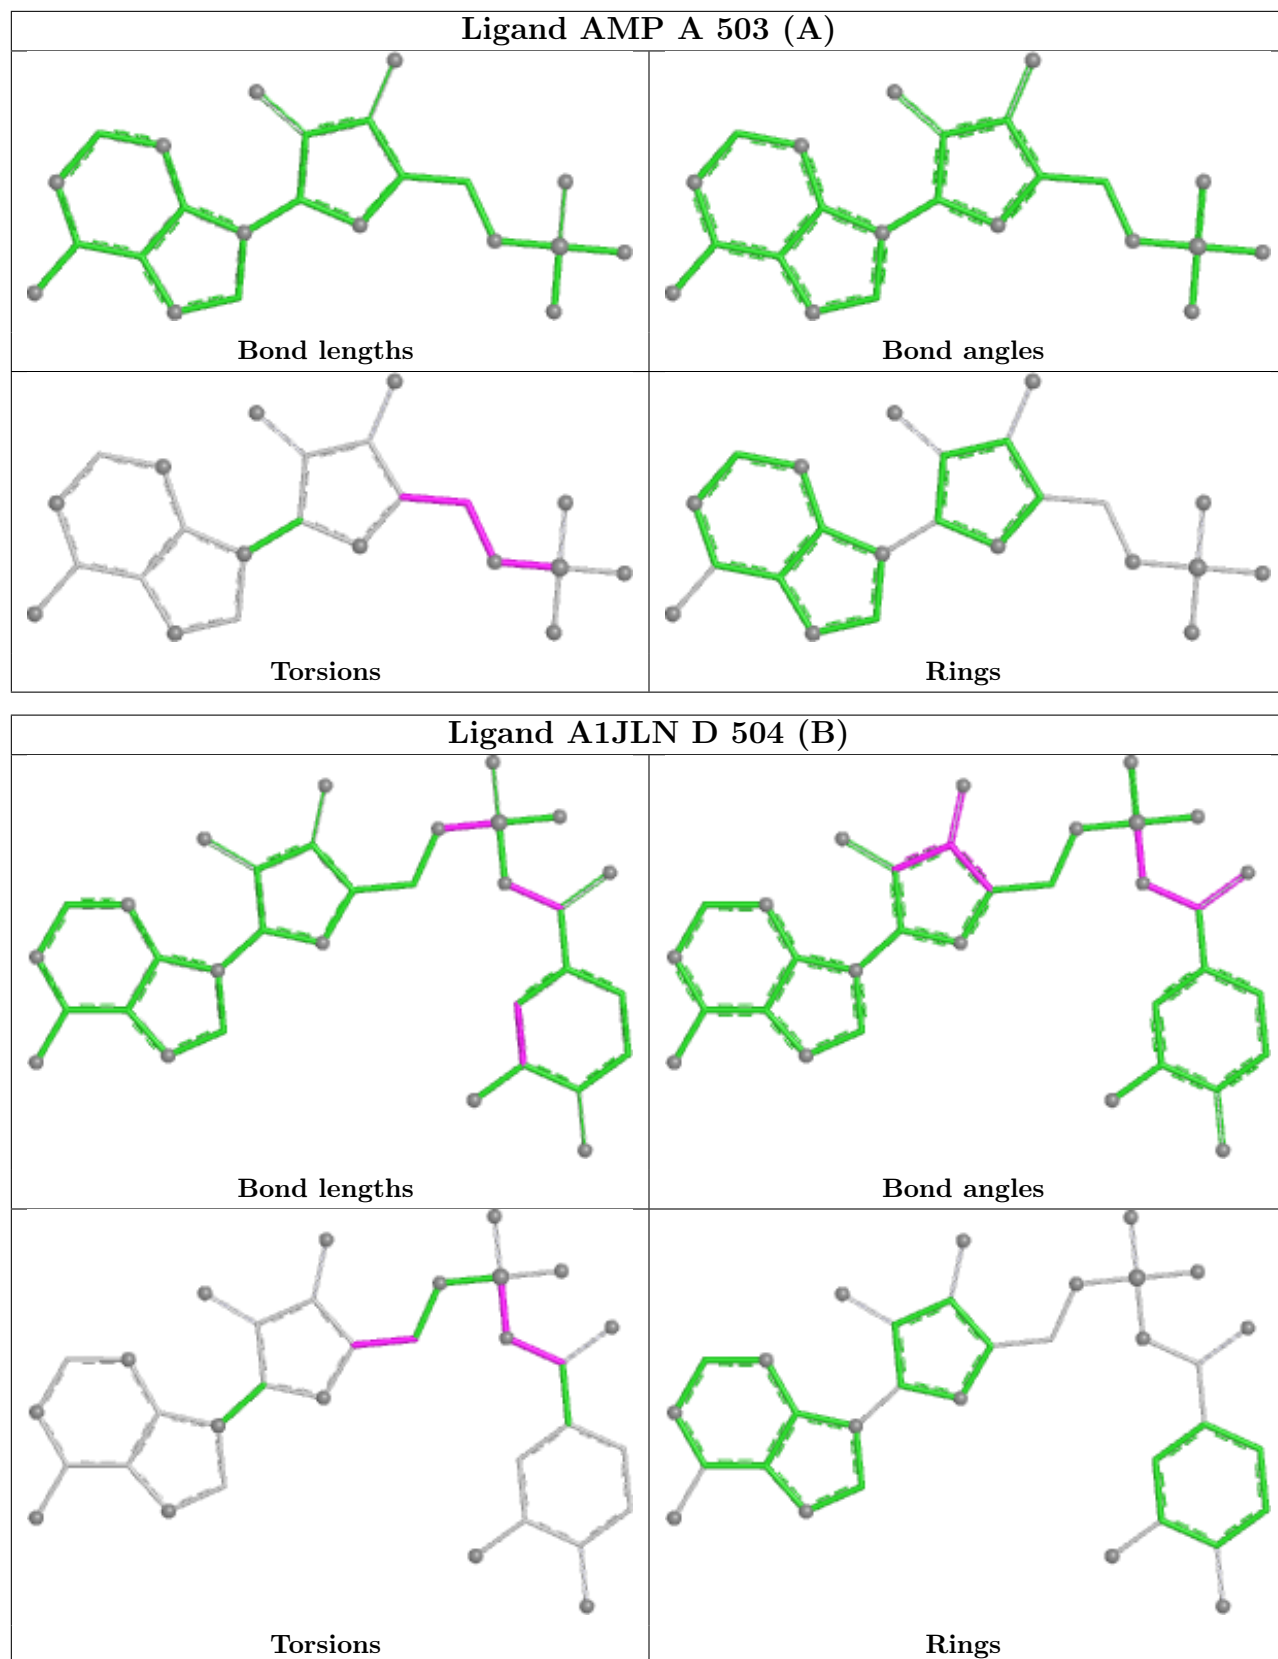 Ligand AMP A 503 (A)
Bond lengths
Bond angles
Torsions
Rings
Ligand A1JLN D 504 (B)
Bond lengths
Bond angles
Torsions
Rings